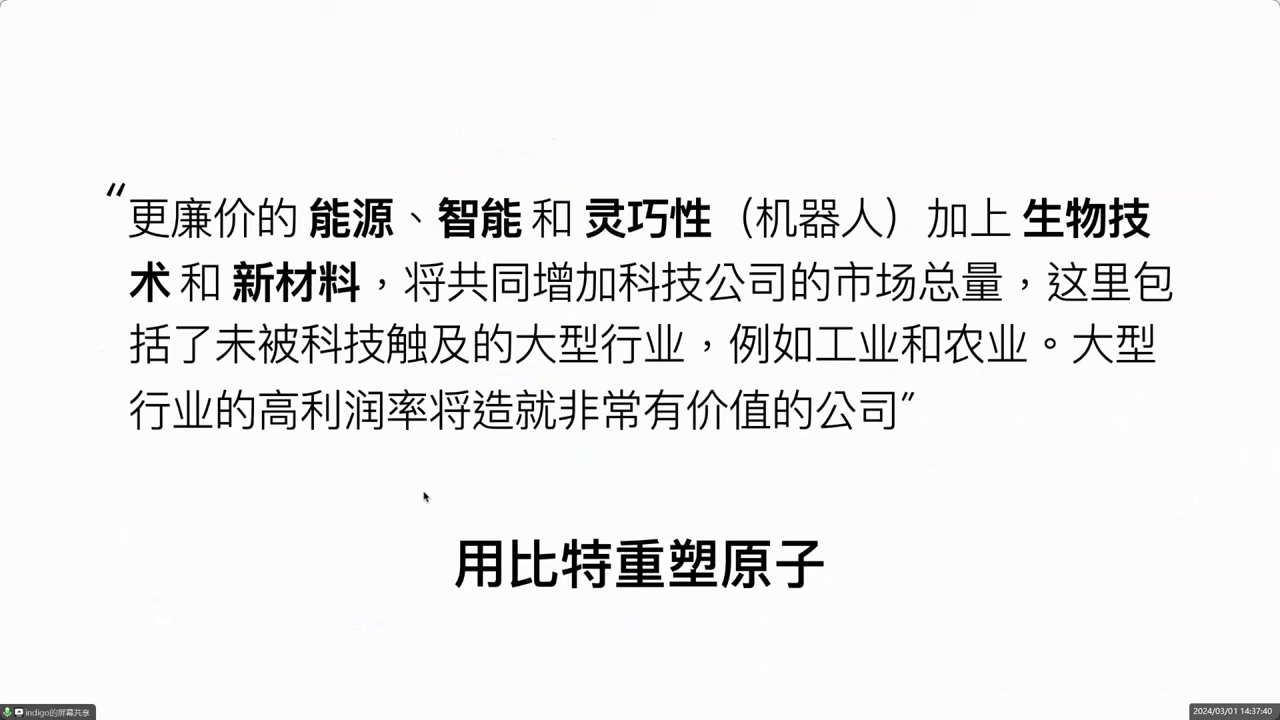 “更廉价的 能源、智能 和 灵巧性（机器人）加上 生物技
术 和 新材料，将共同增加科技公司的市场总量，这里包
括了未被科技触及的大型行业，例如工业和农业。大型
行业的高利润率将造就非常有价值的公司”
用比特重塑原子
indigo的屏幕共享
2024/03/01 14:37:40